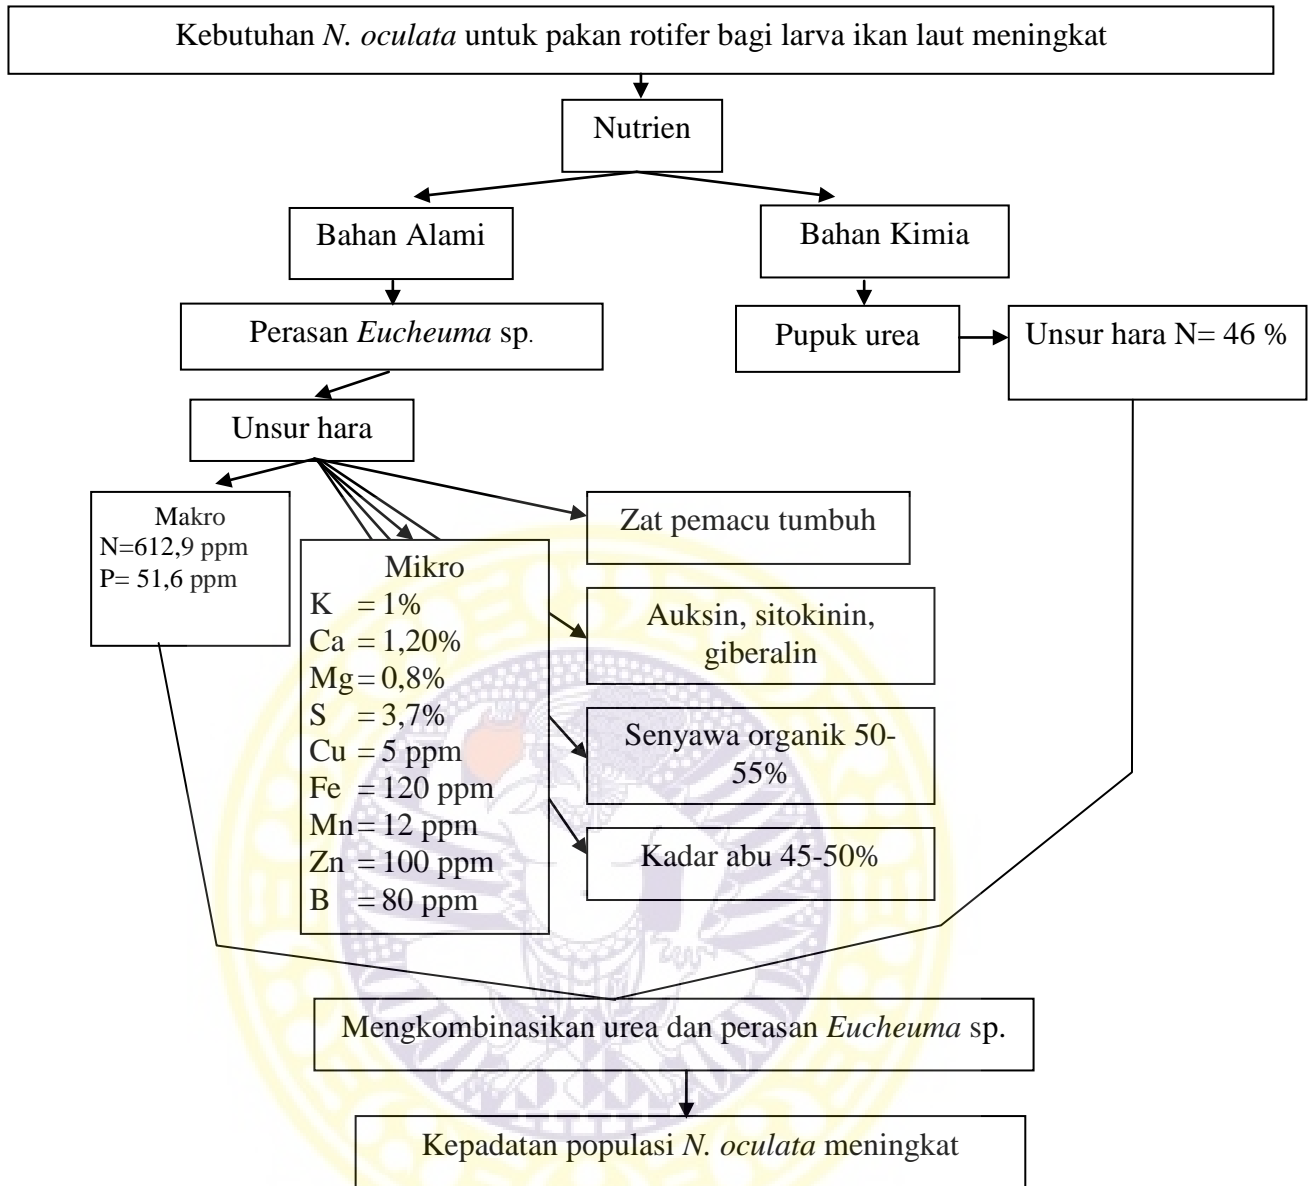 Kebutuhan N. oculata untuk pakan rotifer bagi larva ikan laut meningkat
Nutrien
Bahan Alami
Bahan Kimia
Perasan Eucheuma sp.
Pupuk urea
Unsur hara N= 46 %
Unsur hara
Makro
N=612,9 ppm
P= 51,6 ppm
Mikro
K = 1%
Ca = 1,20%
Mg = 0,8%
S = 3,7%
Cu = 5 ppm
Fe = 120 ppm
Mn = 12 ppm
Zn = 100 ppm
B = 80 ppm
Zat pemacu tumbuh
Auksin, sitokinin,
giberalin
Senyawa organik 50-
55%
Kadar abu 45-50%
Mengkombinasikan urea dan perasan Eucheuma sp.
Kepadatan populasi N. oculata meningkat